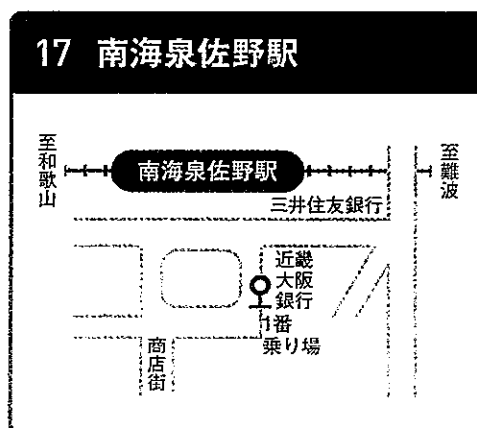 17 南海泉佐野駅
至和歌山
南海泉佐野駅
至難波
三井住友銀行
近畿
大阪
銀行
1番
乗り場
商店街